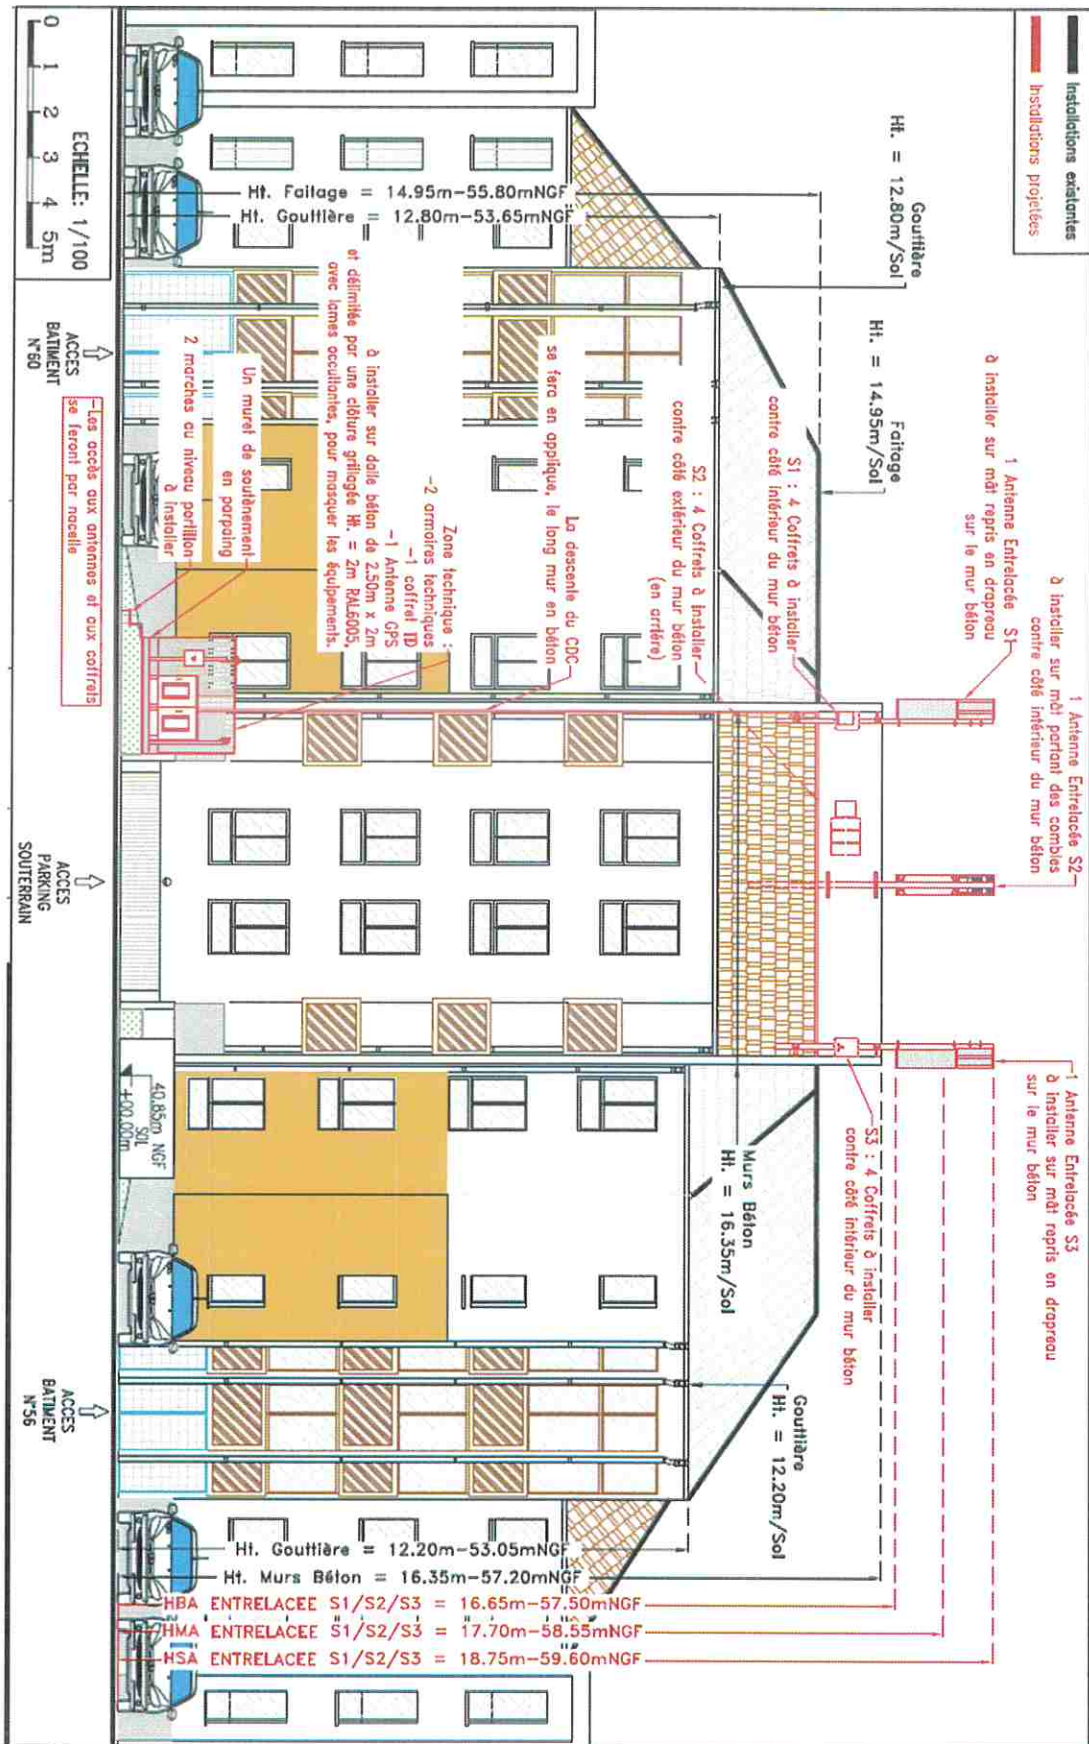 Installations existantes
Installations projetées
Gouttière
Ht. = 12.80m/Sol
Faitage
Ht. = 14.95m/Sol
1 Antenne Entrelacée S1
à installer sur mât repris en drapreau
sur le mur béton
1 Antenne Entrelacée S2
à installer sur mât partant des combles
contre côté intérieur du mur béton
1 Antenne Entrelacée S3
à installer sur mât repris en drapreau
sur le mur béton
S1 : 4 Coffrets à installer
contre côté intérieur du mur béton
S2 : 4 Coffrets à installer
contre côté extérieur du mur béton
(en arrière)
S3 : 4 Coffrets à installer
contre côté intérieur du mur béton
Murs Béton
Ht. = 16.35m/Sol
Gouttière
Ht. = 12.20m/Sol
La descente du CDC
se fera en applique, le long mur en béton
Zone technique :
-2 armoires techniques
-1 coffret TD
-1 Antenne GPS
à installer sur dalle béton de 2.50m x 2m
et délimitée par une clôture grillagée Ht. = 2m RAL6005,
avec lames occultantes, pour masquer les équipements.
Un muret de soutènement
en parpaing
2 marches au niveau portillon
à installer
-Les accès aux antennes et aux coffrets
se feront par nacelle
Ht. Faitage = 14.95m-55.80mNGF
Ht. Gouttière = 12.80m-53.65mNGF
Ht. Gouttière = 12.20m-53.05mNGF
Ht. Murs Béton = 16.35m-57.20mNGF
HBA ENTRELACEE S1/S2/S3 = 16.65m-57.50mNGF
HMA ENTRELACEE S1/S2/S3 = 17.70m-58.55mNGF
HSA ENTRELACEE S1/S2/S3 = 18.75m-59.60mNGF
40.85m NGF
SOL
+00.00m
ACCES
BATIMENT
N°60
ACCES
PARKING
SOUTERRAIN
ACCES
BATIMENT
N°56
ECHELLE: 1/100
0 1 2 3 4 5m